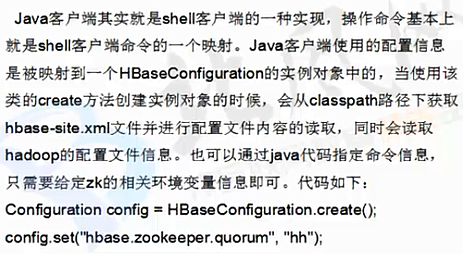 Java客户端其实就是shell客户端的一种实现，操作命令基本上
就是shell客户端命令的一个映射。Java客户端使用的配置信息
是被映射到一个HBaseConfiguration的实例对象中的，当使用该
类的create方法创建实例对象的时候，会从classpath路径下获取
hbase-site.xml文件并进行配置文件内容的读取，同时会读取
hadoop的配置文件信息。也可以通过java代码指定命令信息，
只需要给定zk的相关环境变量信息即可。代码如下：
Configuration config = HBaseConfiguration.create();
config.set("hbase.zookeeper.quorum", "hh");